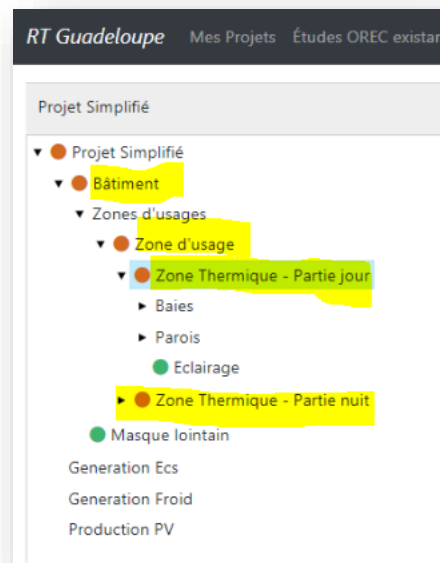 RT Guadeloupe Mes Projets Études OREC existan
Projet Simplifié
Projet Simplifié
Bâtiment
Zones d'usages
Zone d'usage
Zone Thermique - Partie jour
Baies
Parois
Eclairage
Zone Thermique - Partie nuit
Masque lointain
Generation Ecs
Generation Froid
Production PV